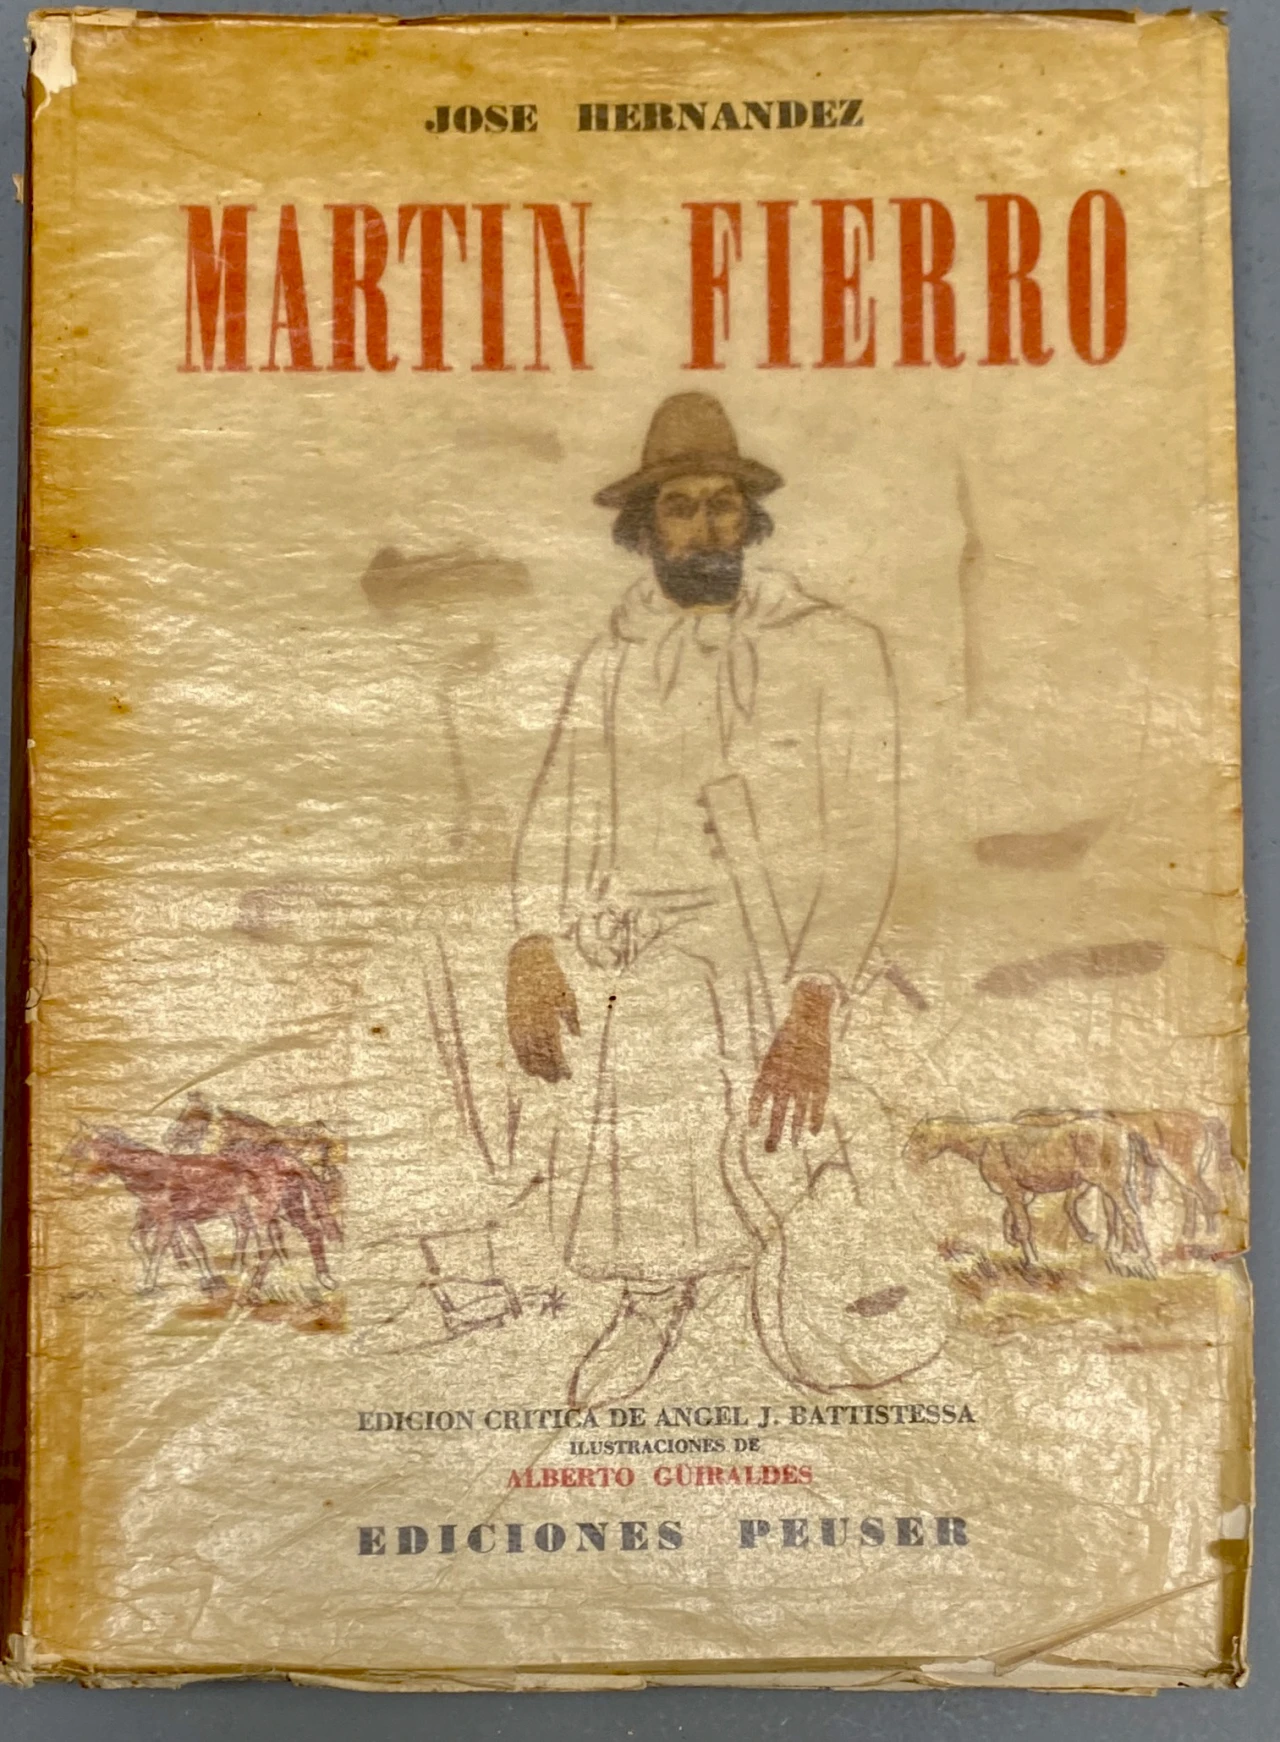 JOSE HERNANDEZ
MARTIN FIERRO
EDICION CRITICA DE ANGEL J. BATTISTESSA
ILUSTRACIONES DE
ALBERTO GÜIRALDES
EDICIONES PEUSER